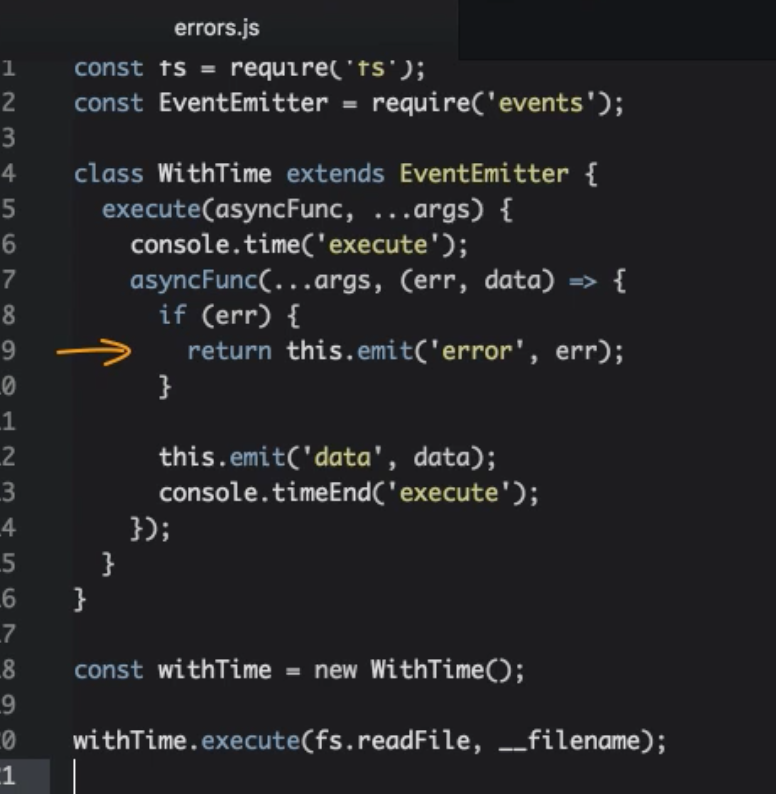 errors.js
1 const fs = require('fs');
2 const EventEmitter = require('events');
3
4 class WithTime extends EventEmitter {
5 execute(asyncFunc, ...args) {
6 console.time('execute');
7 asyncFunc(...args, (err, data) => {
8 if (err) {
9 return this.emit('error', err);
0 }
1
2 this.emit('data', data);
3 console.timeEnd('execute');
4 });
5 }
6 }
7
8 const withTime = new WithTime();
9
0 withTime.execute(fs.readFile, __filename);
1